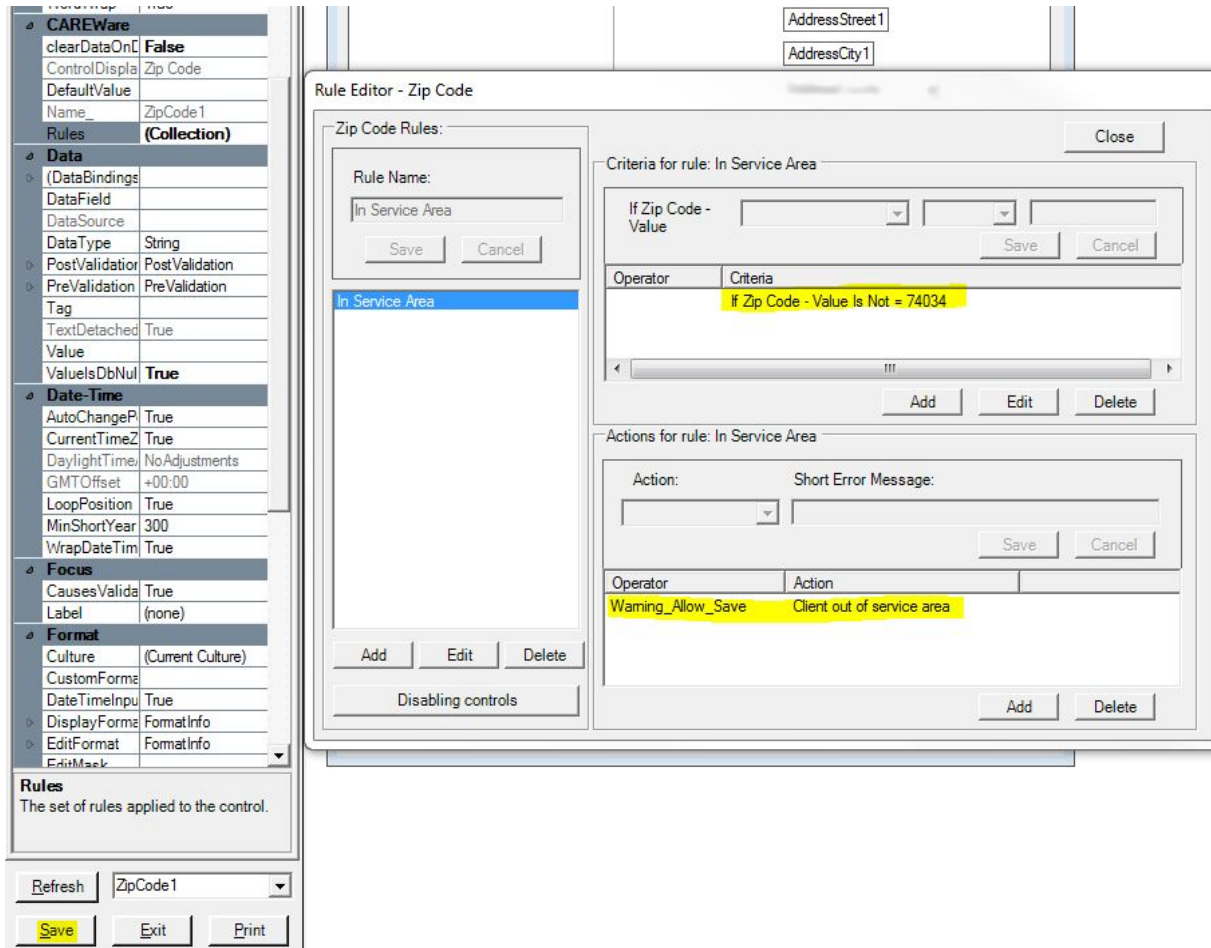 CAREWare
clearDataOnD False
ControlDispla Zip Code
DefaultValue
Name_ ZipCode1
Rules (Collection)
Data
(DataBindings
DataField
DataSource
DataType String
PostValidation PostValidation
PreValidation PreValidation
Tag
TextDetached True
Value
ValueIsDbNul True
Date-Time
AutoChangeP True
CurrentTimeZ True
DaylightTime NoAdjustments
GMTOffset +00:00
LoopPosition True
MinShortYear 300
WrapDateTim True
Focus
CausesValida True
Label (none)
Format
Culture (Current Culture)
CustomForma
DateTimeInpu True
DisplayForma FormatInfo
EditFormat FormatInfo
EditMask
Rules
The set of rules applied to the control.
Refresh ZipCode1
Save Exit Print
AddressStreet1
AddressCity1
Rule Editor - Zip Code
Zip Code Rules:
Rule Name:
In Service Area
Save Cancel
In Service Area
Add Edit Delete
Disabling controls
Close
Criteria for rule: In Service Area
If Zip Code -
Value
Save Cancel
Operator Criteria
If Zip Code - Value Is Not = 74034
Add Edit Delete
Actions for rule: In Service Area
Action: Short Error Message:
Save Cancel
Operator Action
Warning_Allow_Save Client out of service area
Add Delete